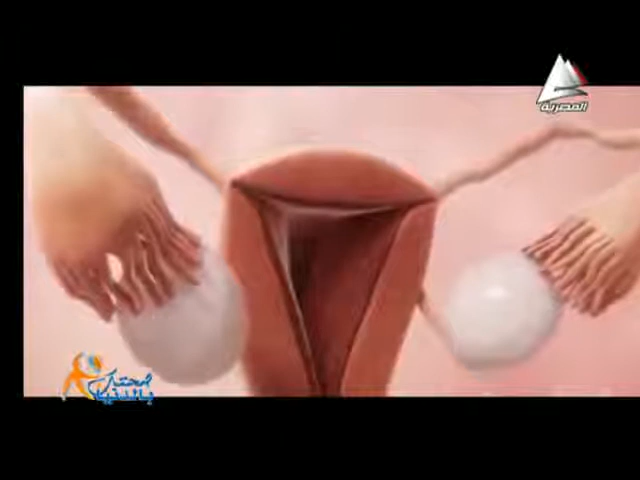 المصرية
صحتك
بالدنيا